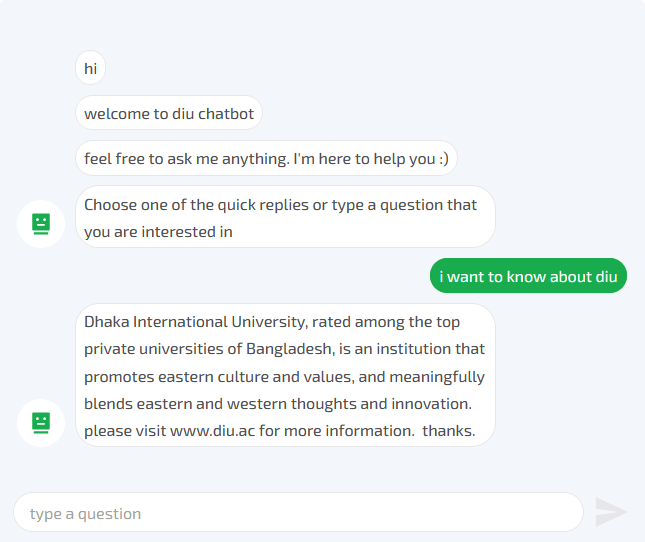 hi
welcome to diu chatbot
feel free to ask me anything. I'm here to help you :)
Choose one of the quick replies or type a question that
you are interested in
i want to know about diu
Dhaka International University, rated among the top
private universities of Bangladesh, is an institution that
promotes eastern culture and values, and meaningfully
blends eastern and western thoughts and innovation.
please visit www.diu.ac for more information.  thanks.
type a question